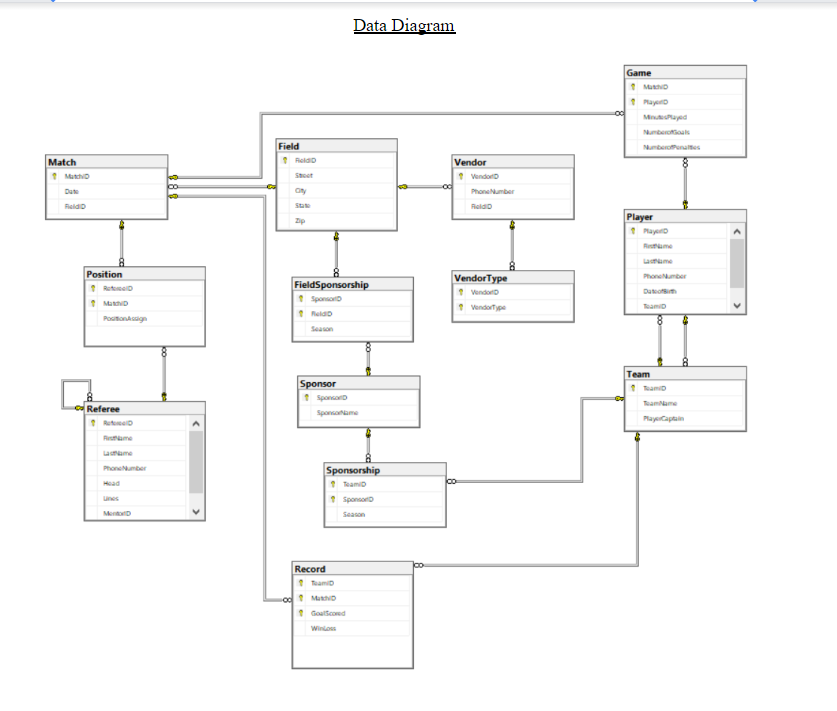 Data Diagram
Game
MatchID
PlayerID
MinutesPlayed
NumberofGoals
NumberofPenalties
Field
FieldID
Street
City
State
Zip
Match
MatchID
Date
FieldID
Vendor
VendorID
PhoneNumber
FieldID
Player
PlayerID
FirstName
LastName
PhoneNumber
DateofBirth
TeamID
Position
RefereeID
MatchID
PositionAssign
FieldSponsorship
SponsorID
FieldID
Season
VendorType
VendorID
VendorType
Team
TeamID
TeamName
PlayerCaptain
Sponsor
SponsorID
SponsorName
Referee
RefereeID
FirstName
LastName
PhoneNumber
Head
Lines
MentorID
Sponsorship
TeamID
SponsorID
Season
Record
TeamID
MatchID
GoalScored
WinLoss